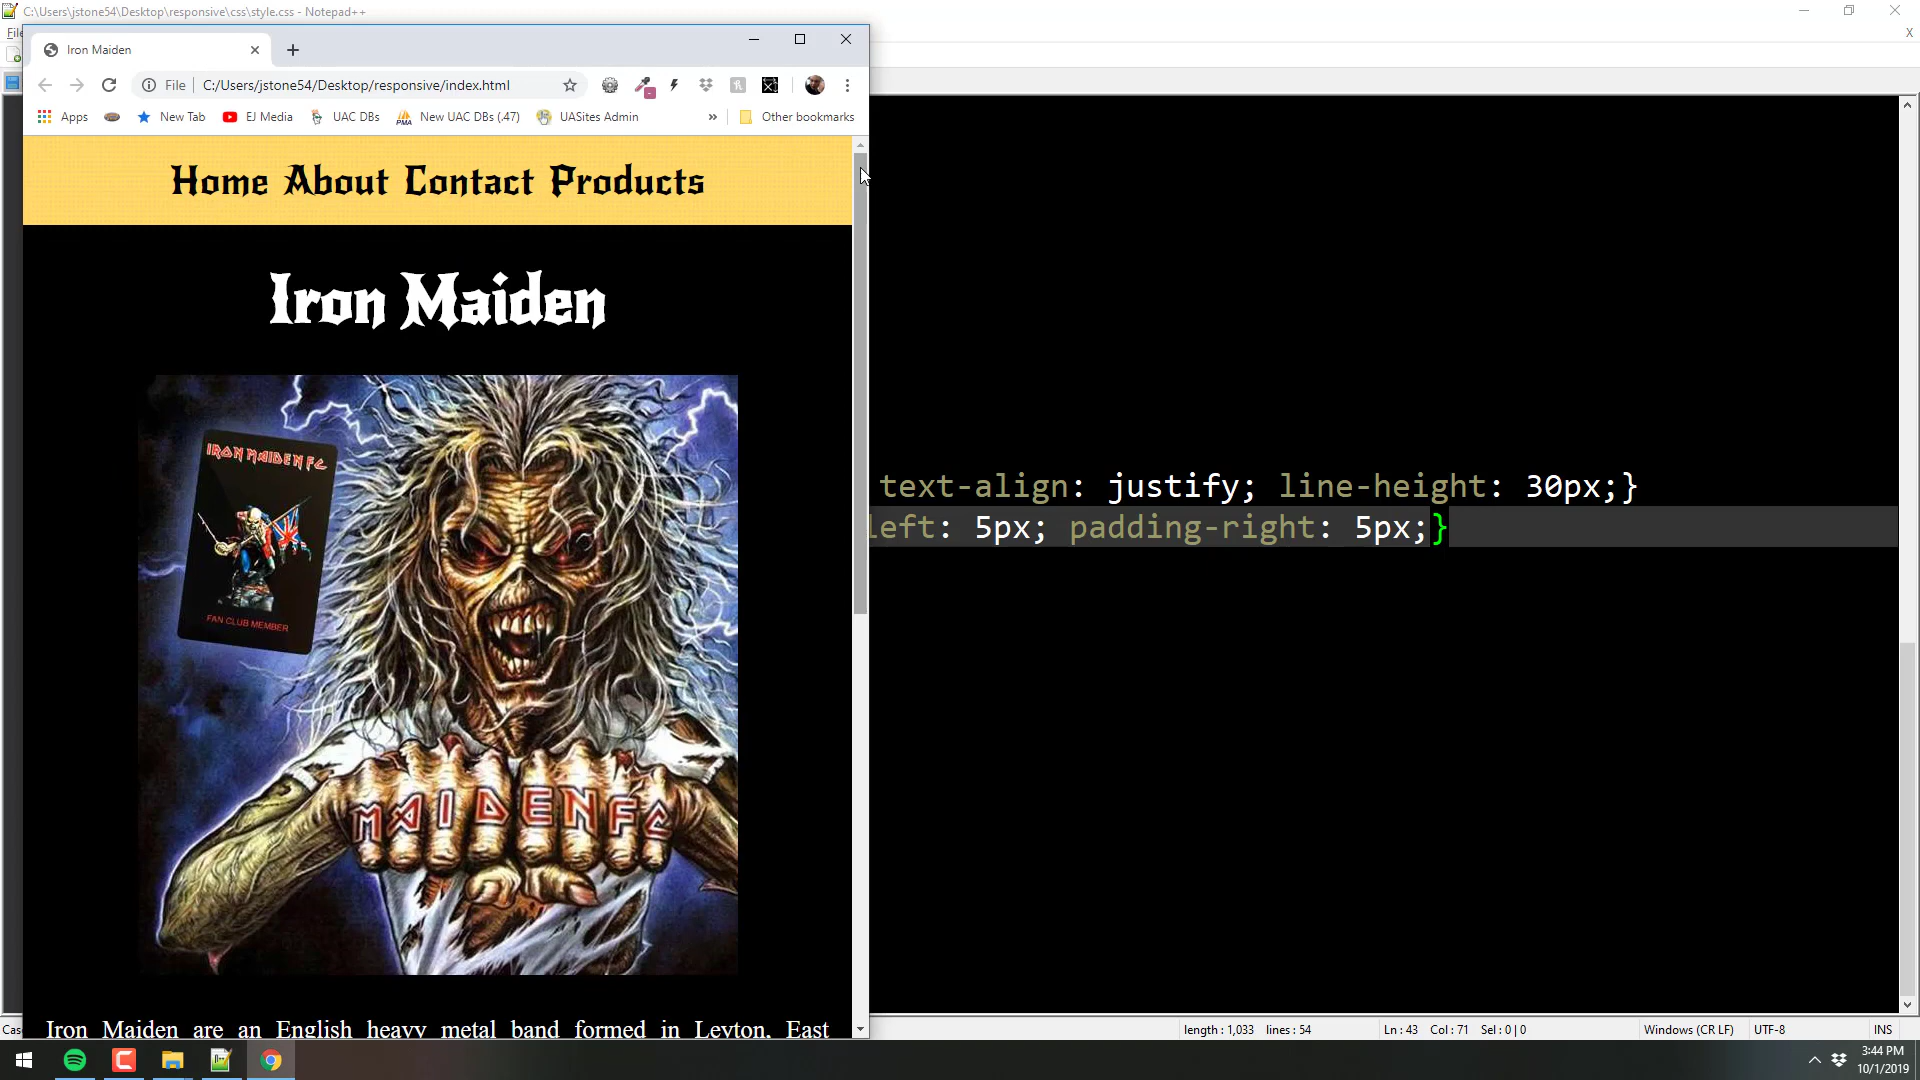 C:\Users\jstone54\Desktop\responsive\css\style.css - Notepad++
File
X
Iron Maiden
File
C:/Users/jstone54/Desktop/responsive/index.html
Apps
New Tab
EJ Media
UAC DBs
PMA
New UAC DBs (.47)
UASites Admin
»
Other bookmarks
Home About Contact Products
Iron Maiden
IRON MAIDEN FC
FAN CLUB MEMBER
MAIDENFC
Iron Maiden are an English heavy metal band formed in Leyton, East
text-align: justify; line-height: 30px;}
left: 5px; padding-right: 5px;}
Cas
length : 1,033 lines : 54
Ln : 43 Col : 71 Sel : 0 | 0
Windows (CR LF)
UTF-8
INS
3:44 PM
10/1/2019